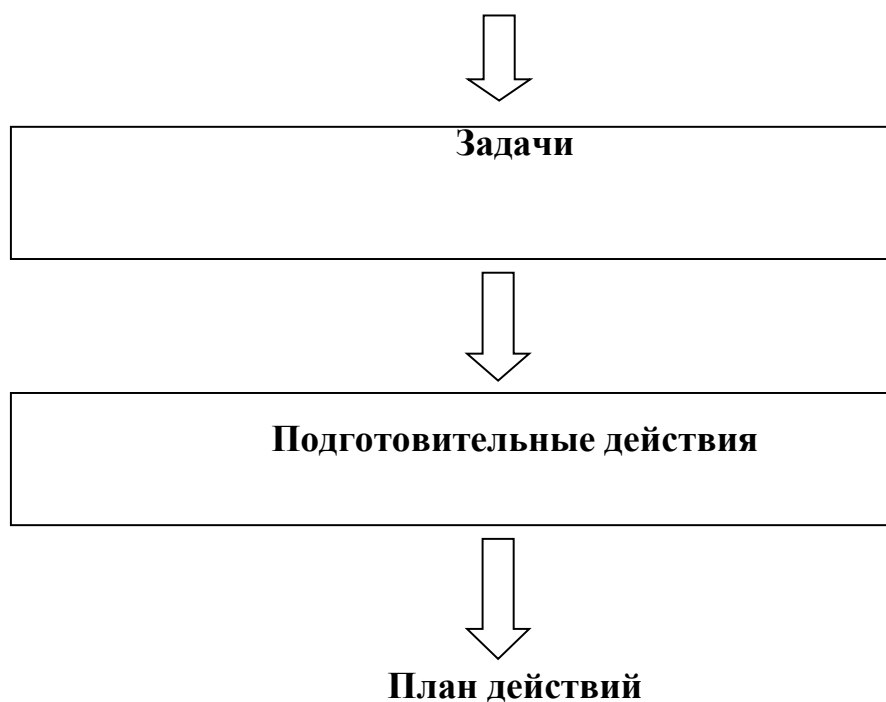 Задачи
Подготовительные действия
План действий